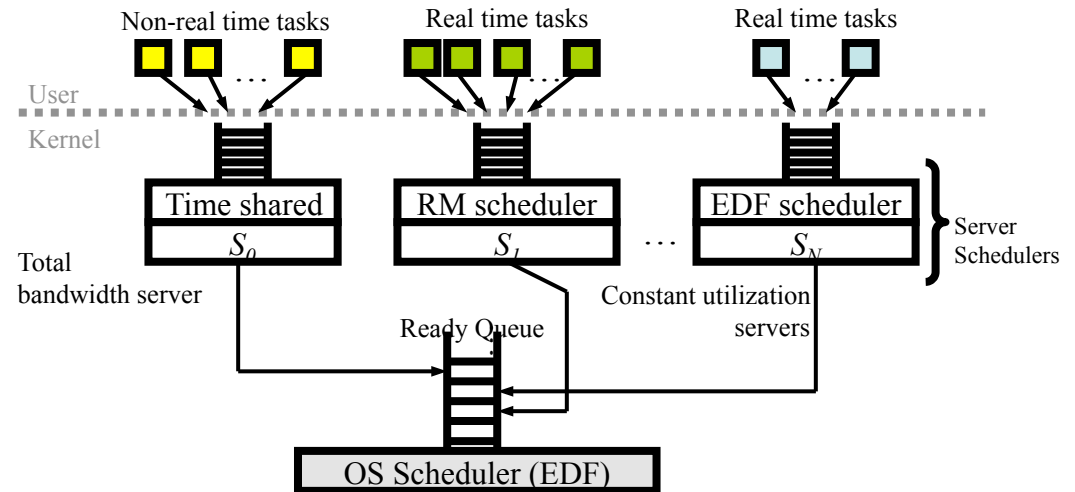 Non-real time tasks
Real time tasks
Real time tasks
...
...
...
User
Kernel
Time shared
RM scheduler
EDF scheduler
S0
S1
...
SN
Server
Schedulers
Total
bandwidth server
Constant utilization
servers
Ready Queue
:
OS Scheduler (EDF)